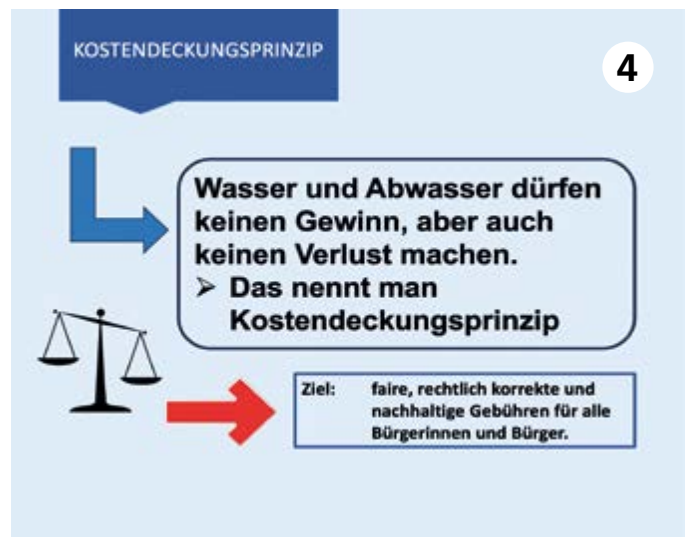 KOSTENDECKUNGSPRINZIP
4
Wasser und Abwasser dürfen
keinen Gewinn, aber auch
keinen Verlust machen.
➢ Das nennt man
Kostendeckungsprinzip
Ziel: faire, rechtlich korrekte und
nachhaltige Gebühren für alle
Bürgerinnen und Bürger.